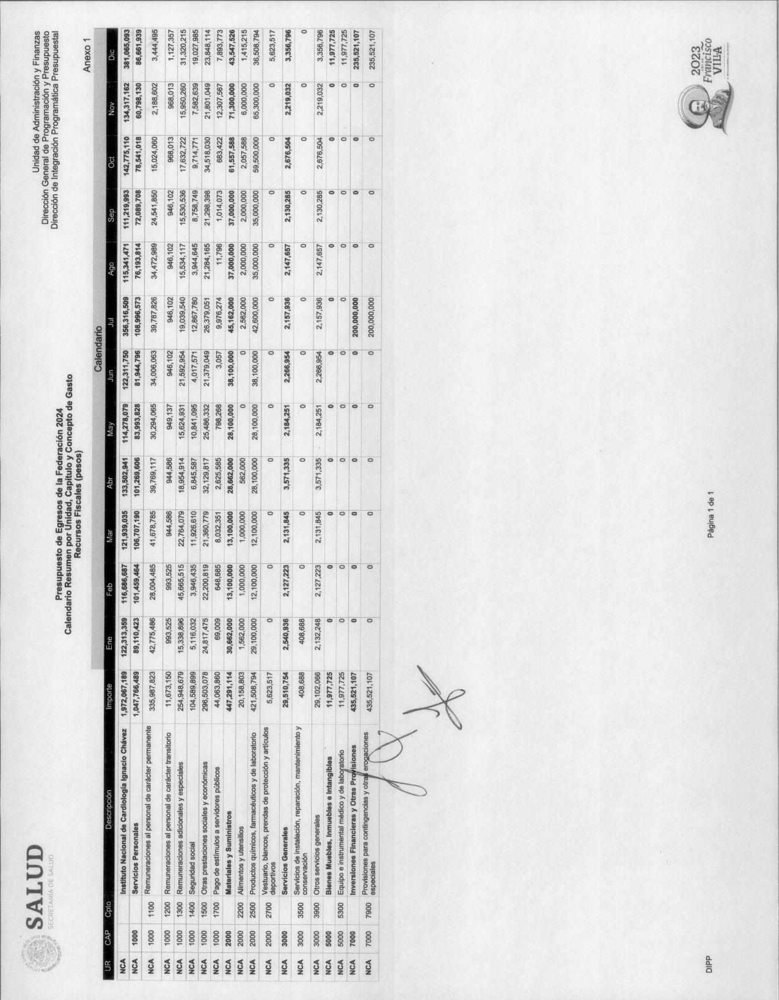 SALUD
SECRETARÍA DE SALUD
Unidad de Administración y Finanzas
Dirección General de Programación y Presupuesto
Dirección de Integración Programática Presupuestal
Presupuesto de Egresos de la Federación 2024
Calendario Resumen por Unidad, Capítulo y Concepto de Gasto
Recursos Fiscales (pesos)
Anexo 1
Calendario
UR CAP Cpto Descripción Importe Ene Feb Mar Abr May Jun Jul Ago Sep Oct Nov Dic
NCA Instituto Nacional de Cardiología Ignacio Chávez 1,972,067,189 122,313,359 116,686,687 121,939,035 133,502,941 114,278,079 122,311,750 356,316,509 115,341,471 111,219,993 142,775,110 134,317,162 381,065,093
NCA 1000 Servicios Personales 1,047,766,489 89,110,423 101,459,464 106,707,190 101,269,606 83,993,828 81,944,796 108,996,573 76,193,814 72,089,708 78,541,018 60,798,130 86,661,939
NCA 1000 1100 Remuneraciones al personal de carácter permanente 335,987,823 42,775,486 28,004,485 41,678,785 39,769,117 30,294,065 34,006,063 39,787,826 34,472,989 24,541,850 15,024,060 2,188,602 3,444,495
NCA 1000 1200 Remuneraciones al personal de carácter transitorio 11,673,150 993,525 993,525 944,586 944,586 949,137 946,102 946,102 946,102 946,102 968,013 968,013 1,127,357
NCA 1000 1300 Remuneraciones adicionales y especiales 254,948,679 15,338,896 45,665,515 22,764,079 18,954,914 15,624,931 21,592,954 19,039,540 15,534,117 15,530,536 17,632,722 15,950,260 31,320,215
NCA 1000 1400 Seguridad social 104,589,899 5,116,032 3,946,435 11,926,610 6,845,587 10,841,095 4,017,571 12,867,780 3,944,645 8,758,749 9,714,771 7,582,639 19,027,985
NCA 1000 1500 Otras prestaciones sociales y económicas 296,503,078 24,817,475 22,200,819 21,360,779 32,129,817 25,486,332 21,379,049 26,379,051 21,284,165 21,298,398 34,518,030 21,801,049 23,848,114
NCA 1000 1700 Pago de estímulos a servidores públicos 44,063,860 69,009 648,685 8,032,351 2,625,585 798,268 3,057 9,976,274 11,796 1,014,073 683,422 12,307,567 7,893,773
NCA 2000 Materiales y Suministros 447,291,114 30,662,000 13,100,000 13,100,000 28,662,000 28,100,000 38,100,000 45,162,000 37,000,000 37,000,000 61,557,588 71,300,000 43,547,526
NCA 2000 2200 Alimentos y utensilios 20,158,803 1,562,000 1,000,000 1,000,000 562,000 0 0 2,562,000 2,000,000 2,000,000 2,057,588 6,000,000 1,415,215
NCA 2000 2500 Productos químicos, farmacéuticos y de laboratorio 421,508,794 29,100,000 12,100,000 12,100,000 28,100,000 28,100,000 38,100,000 42,600,000 35,000,000 35,000,000 59,500,000 65,300,000 36,508,794
NCA 2000 2700 Vestuario, blancos, prendas de protección y artículos deportivos 5,623,517 0 0 0 0 0 0 0 0 0 0 0 5,623,517
NCA 3000 Servicios Generales 29,510,754 2,540,936 2,127,223 2,131,845 3,571,335 2,184,251 2,266,954 2,157,936 2,147,657 2,130,285 2,676,504 2,219,032 3,356,796
NCA 3000 3500 Servicios de instalación, reparación, mantenimiento y conservación 408,688 408,688 0 0 0 0 0 0 0 0 0 0 0
NCA 3000 3900 Otros servicios generales 29,102,066 2,132,248 2,127,223 2,131,845 3,571,335 2,184,251 2,266,954 2,157,936 2,147,657 2,130,285 2,676,504 2,219,032 3,356,796
NCA 5000 Bienes Muebles, Inmuebles e Intangibles 11,977,725 0 0 0 0 0 0 0 0 0 0 0 11,977,725
NCA 5000 5300 Equipo e instrumental médico y de laboratorio 11,977,725 0 0 0 0 0 0 0 0 0 0 0 11,977,725
NCA 7000 Inversiones Financieras y Otras Provisiones 435,521,107 0 0 0 0 0 0 200,000,000 0 0 0 0 235,521,107
NCA 7000 7900 Provisiones para contingencias y otras erogaciones especiales 435,521,107 0 0 0 0 0 0 200,000,000 0 0 0 0 235,521,107
DIPP
Página 1 de 1
2023
Francisco
VILLA